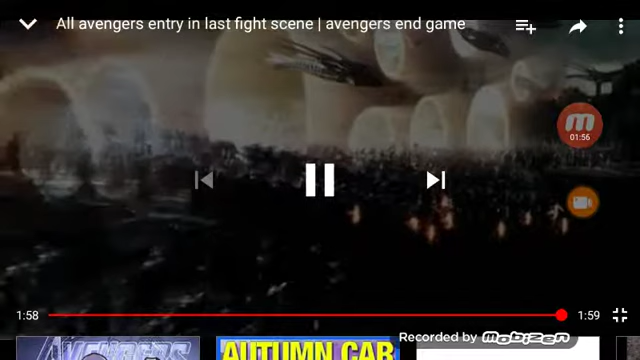 All avengers entry in last fight scene | avengers end game
m
01:56
1:58
1:59
Recorded by mobizen
AUTUMN CAR